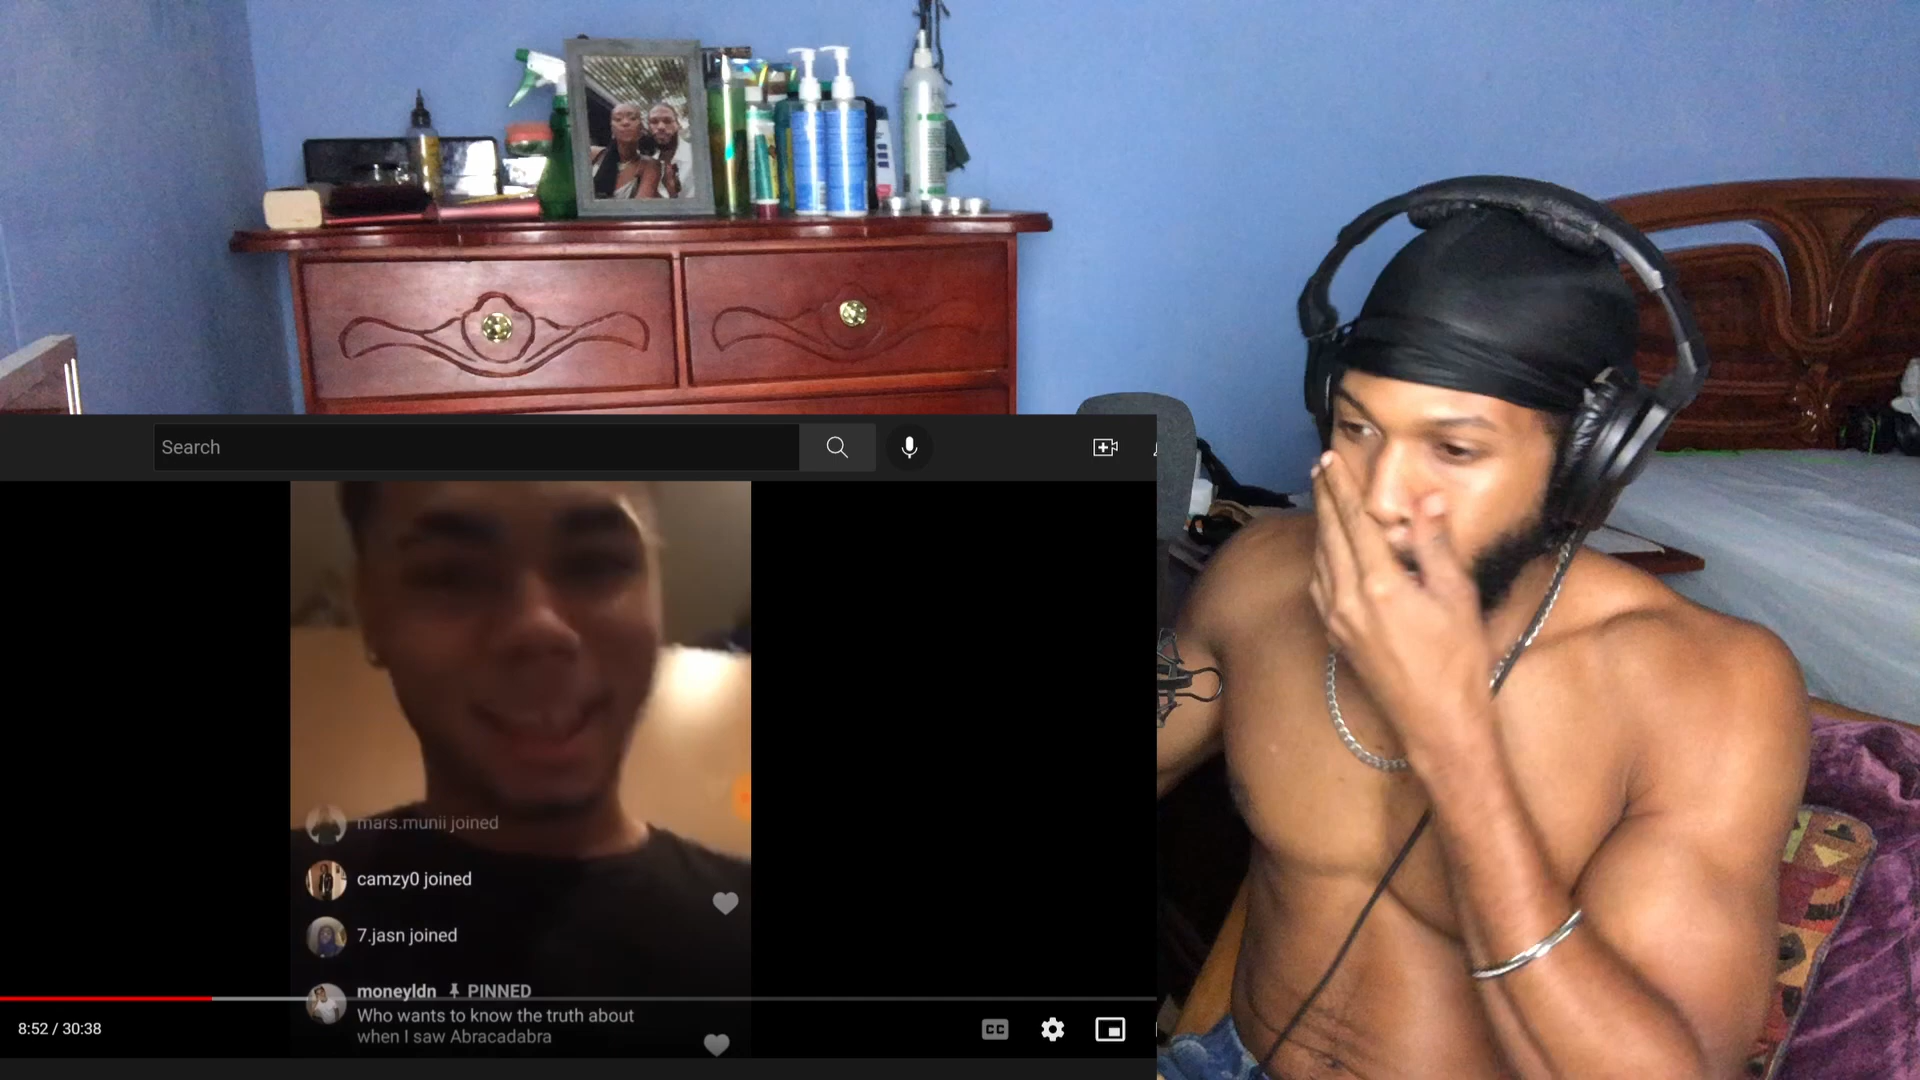 Search
mars.munii joined
camzy0 joined
7.jasn joined
moneyldn PINNED
Who wants to know the truth about
when I saw Abracadabra
8:52 / 30:38
CC